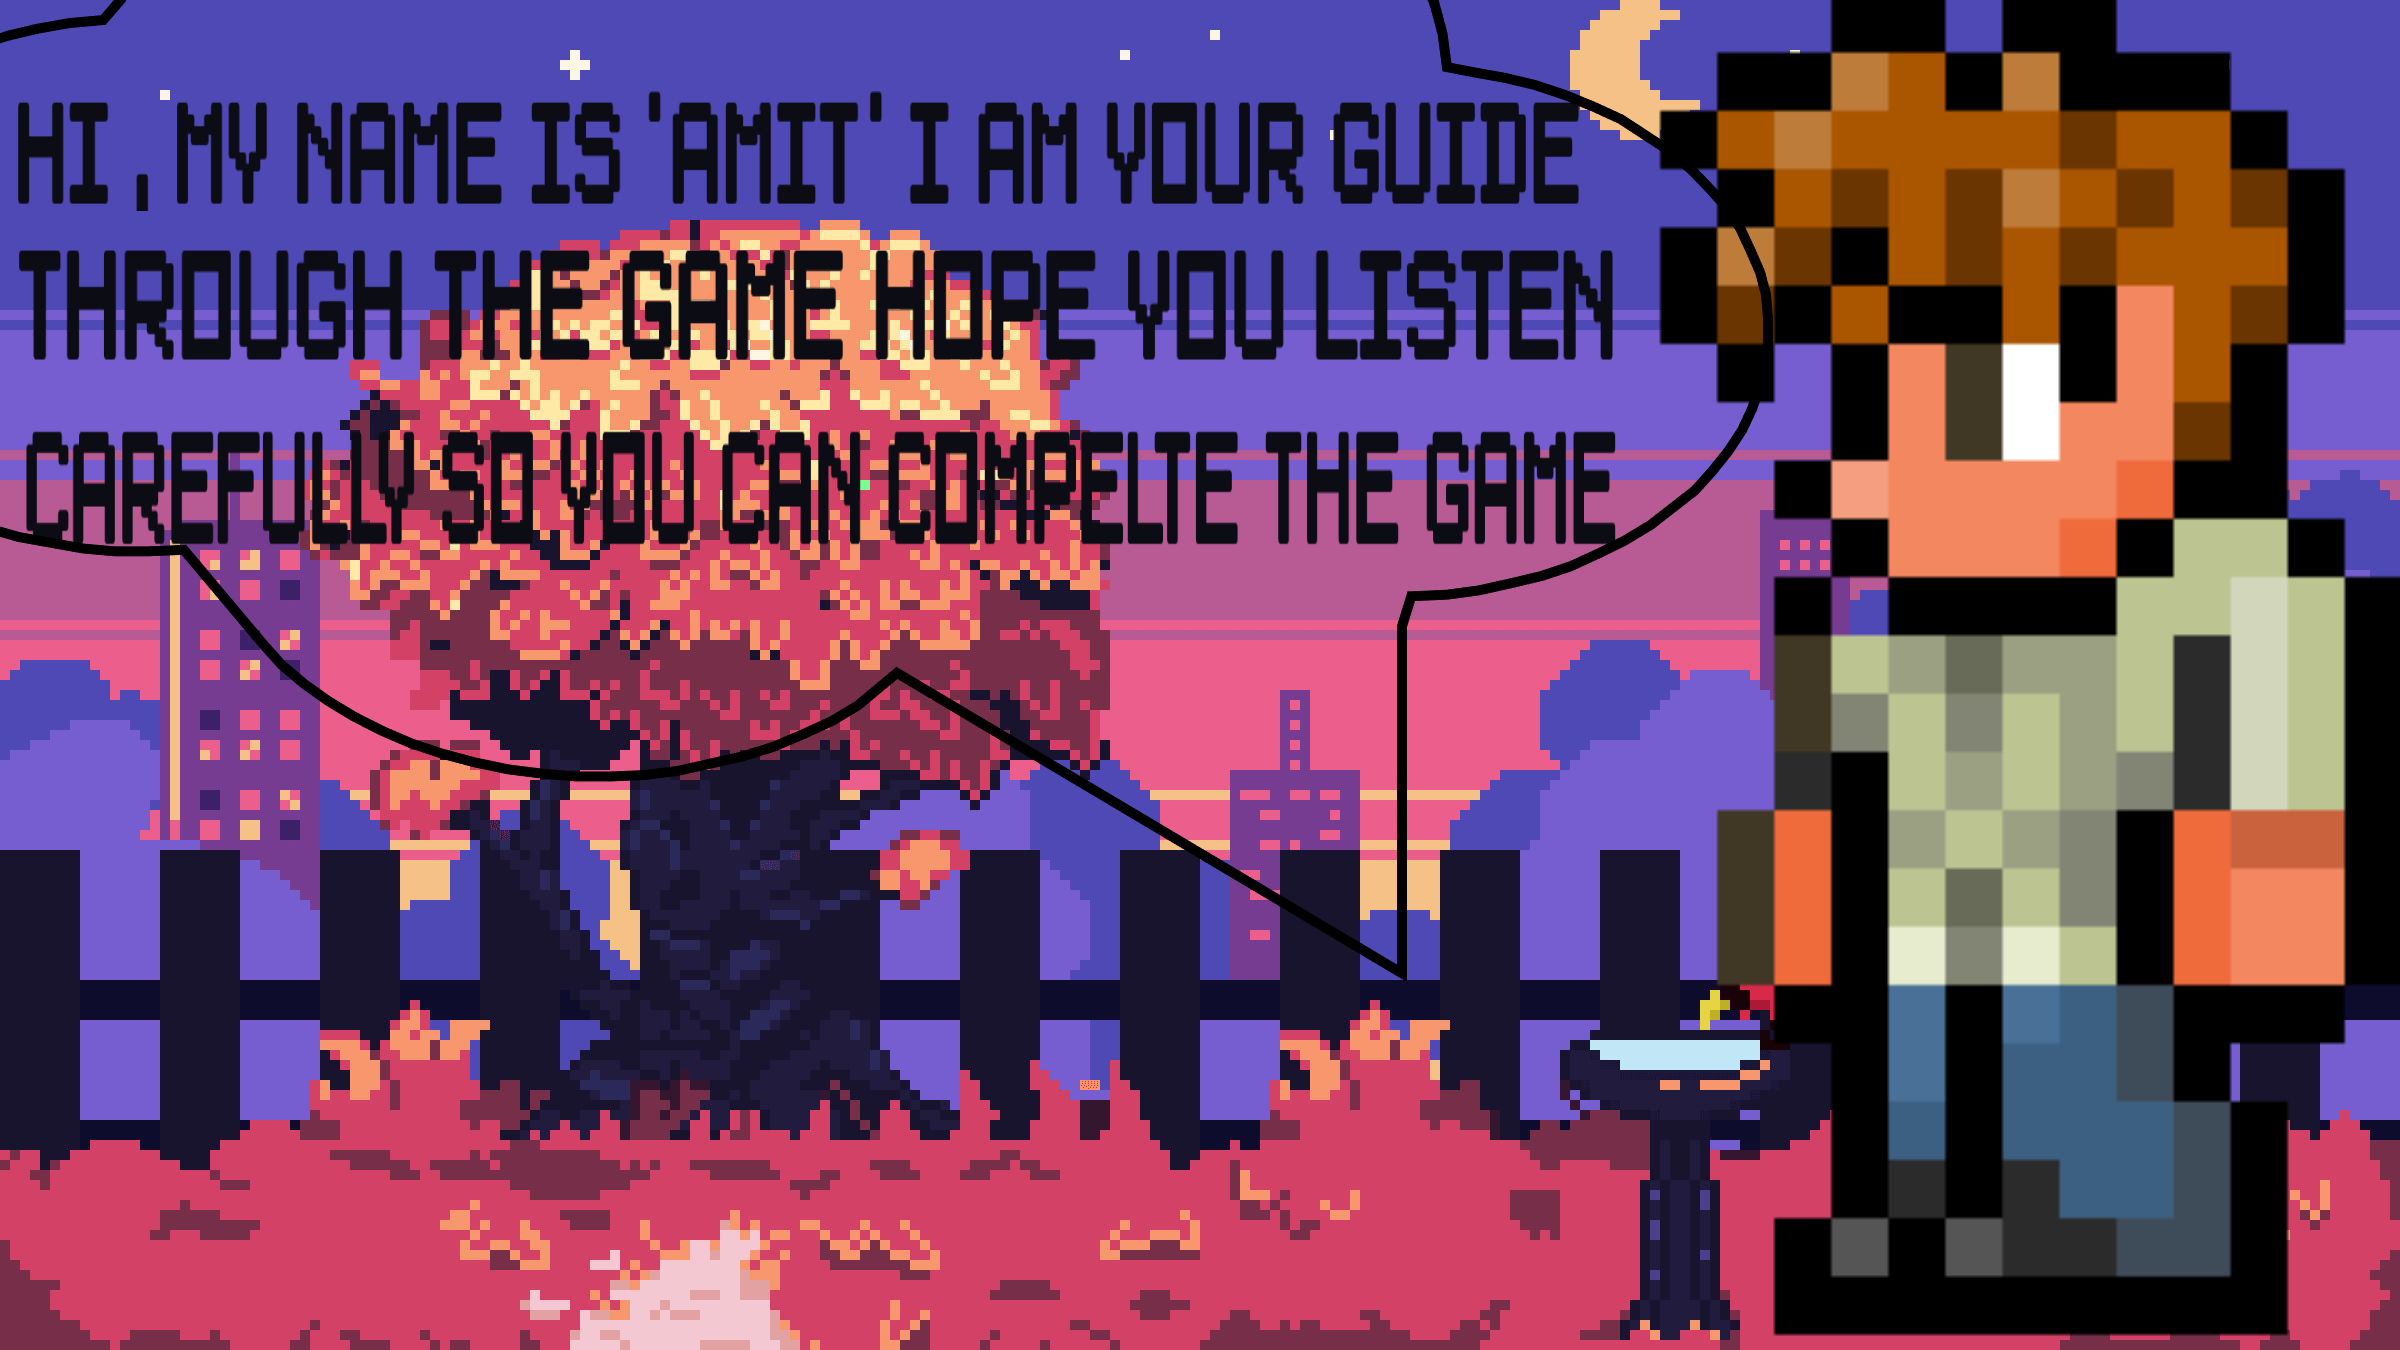 HI ,MY NAME IS 'AMIT' I AM YOUR GUIDE
THROUGH THE GAME HOPE YOU LISTEN
CAREFULLY SO YOU CAN COMPELTE THE GAME